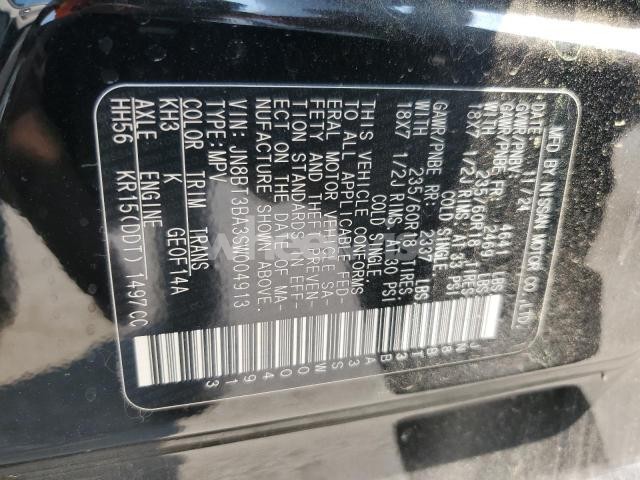 MFD BY NISSAN MOTOR CO., LTD.
DATE: 11/24
GVWR/PNBV: 4641 LBS
GAWR/PNBE FR: 2469 LBS
WITH 235/60R18 TIRES,
18X7 1/2J RIMS AT 33 PSI
COLD SINGLE
GAWR/PNBE RR: 2337 LBS
WITH 235/60R18 TIRES,
18X7 1/2J RIMS AT 30 PSI
COLD SINGLE
THIS VEHICLE CONFORMS
TO ALL APPLICABLE FED-
ERAL MOTOR VEHICLE SA-
FETY AND THEFT PREVEN-
TION STANDARDS IN EFF-
ECT ON THE DATE OF MA-
NUFACTURE SHOWN ABOVE
VIN: JN8BT3BA3SW004913
TYPE: MPV
COLOR TRIM TRANS
KH3 K GE0F14A
AXLE ENGINE
HH56 KR15(DDT) 1497CC
JN8BT3BA3SW004913